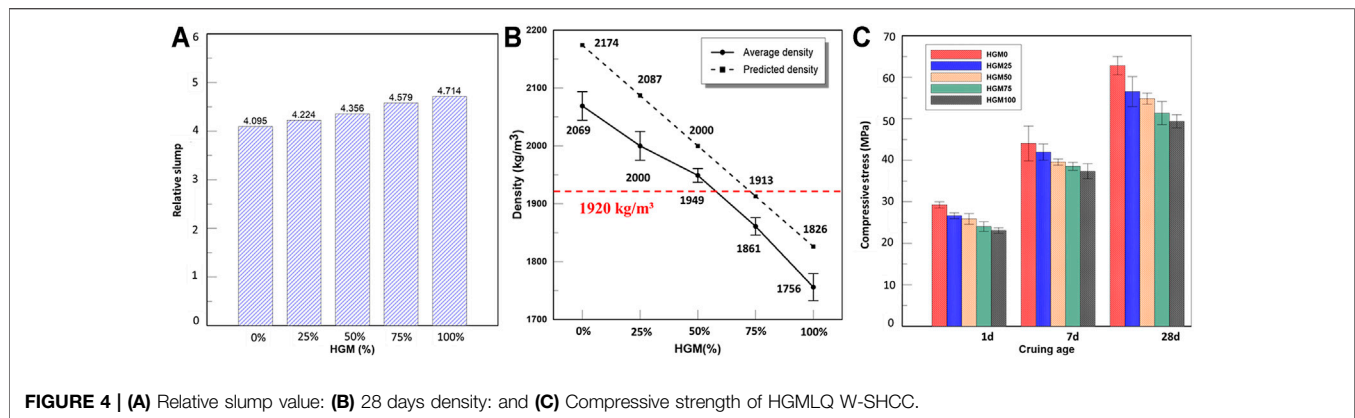 A
6
5
4
3
2
1
0
Relative slump
4.095
4.224
4.356
4.579
4.714
0%
25%
50%
75%
100%
HGM (%)
B
2200
2100
2000
1900
1800
1700
Density (kg/m³)
Average density
Predicted density
2174
2087
2000
1913
1826
2069
2000
1949
1861
1756
1920 kg/m³
0%
25%
50%
75%
100%
HGM(%)
C
70
60
50
40
30
20
10
0
Compressive stress (MPa)
HGM0
HGM25
HGM50
HGM75
HGM100
1d
7d
28d
Cruing age
FIGURE 4 | (A) Relative slump value: (B) 28 days density: and (C) Compressive strength of HGMLQ W-SHCC.